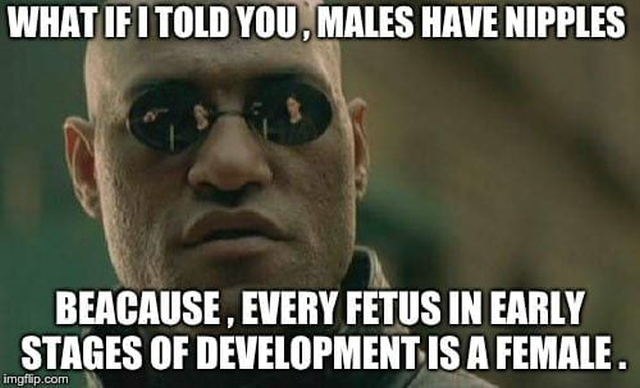 WHAT IF I TOLD YOU , MALES HAVE NIPPLES
BEACAUSE , EVERY FETUS IN EARLY
STAGES OF DEVELOPMENT IS A FEMALE .
imgflip.com